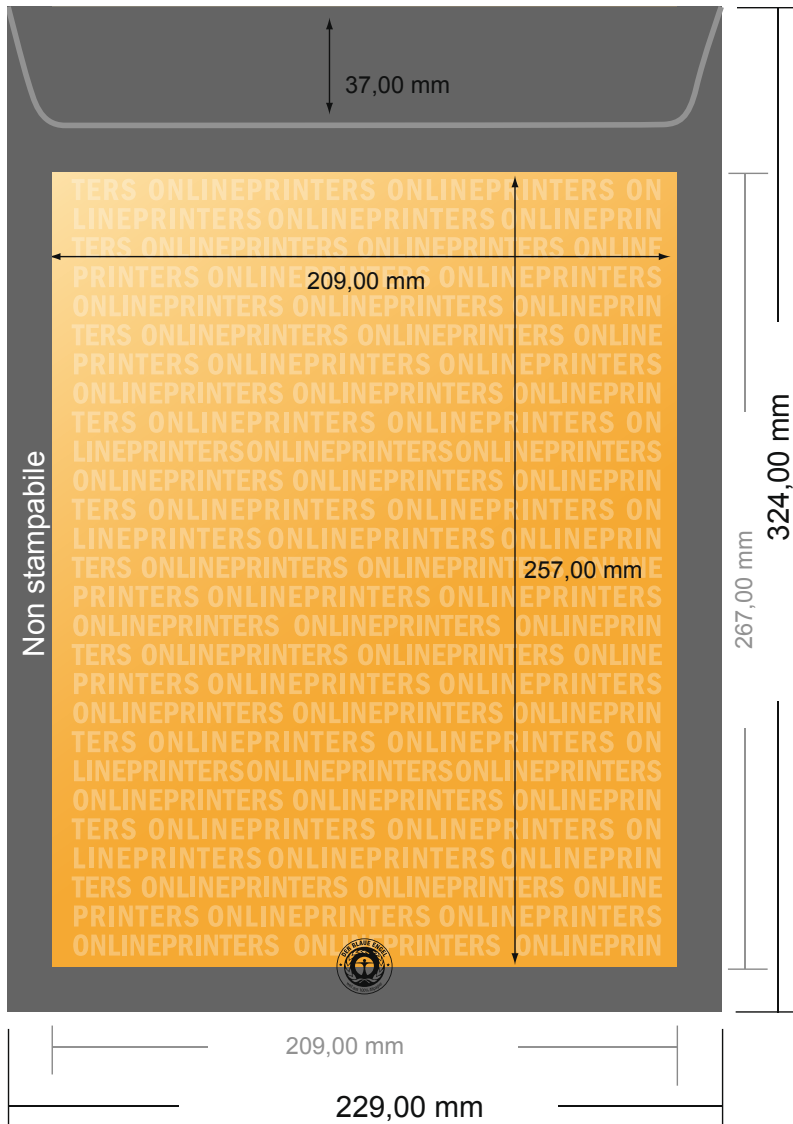 37,00 mm
TERS ONLINEPRINTERS ONLINEPRINTERS ON
LINEPRINTERS ONLINEPRINTERS ONLINEPRIN
TERS ONLINEPRINTERS ONLINEPRINTERS ONLINE
PRINTERS ONLINEPRINTERS ONLINEPRINTERS
209,00 mm
ONLINEPRINTERS ONLINEPRINTERS ONLINEPRIN
TERS ONLINEPRINTERS ONLINEPRINTERS ONLINE
PRINTERS ONLINEPRINTERS ONLINEPRINTERS
ONLINEPRINTERS ONLINEPRINTERS ONLINEPRIN
TERS ONLINEPRINTERS ONLINEPRINTERS ON
LINEPRINTERSONLINEPRINTERSONLINEPRINTERS
ONLINEPRINTERS ONLINEPRINTERS ONLINEPRIN
TERS ONLINEPRINTERS ONLINEPRINTERS ON
LINEPRINTERS ONLINEPRINTERS ONLINEPRIN
TERS ONLINEPRINTERS ONLINEPRINTERS ONLINE
257,00 mm
PRINTERS ONLINEPRINTERS ONLINEPRINTERS
ONLINEPRINTERS ONLINEPRINTERS ONLINEPRIN
TERS ONLINEPRINTERS ONLINEPRINTERS ONLINE
PRINTERS ONLINEPRINTERS ONLINEPRINTERS
ONLINEPRINTERS ONLINEPRINTERS ONLINEPRIN
TERS ONLINEPRINTERS ONLINEPRINTERS ON
LINEPRINTERSONLINEPRINTERSONLINEPRINTERS
ONLINEPRINTERS ONLINEPRINTERS ONLINEPRIN
TERS ONLINEPRINTERS ONLINEPRINTERS ON
LINEPRINTERS ONLINEPRINTERS ONLINEPRIN
TERS ONLINEPRINTERS ONLINEPRINTERS ONLINE
PRINTERS ONLINEPRINTERS ONLINEPRINTERS
ONLINEPRINTERS ONLINEPRINTERS ONLINEPRIN
DER BLAUE ENGEL
Non stampabile
267,00 mm
324,00 mm
209,00 mm
229,00 mm